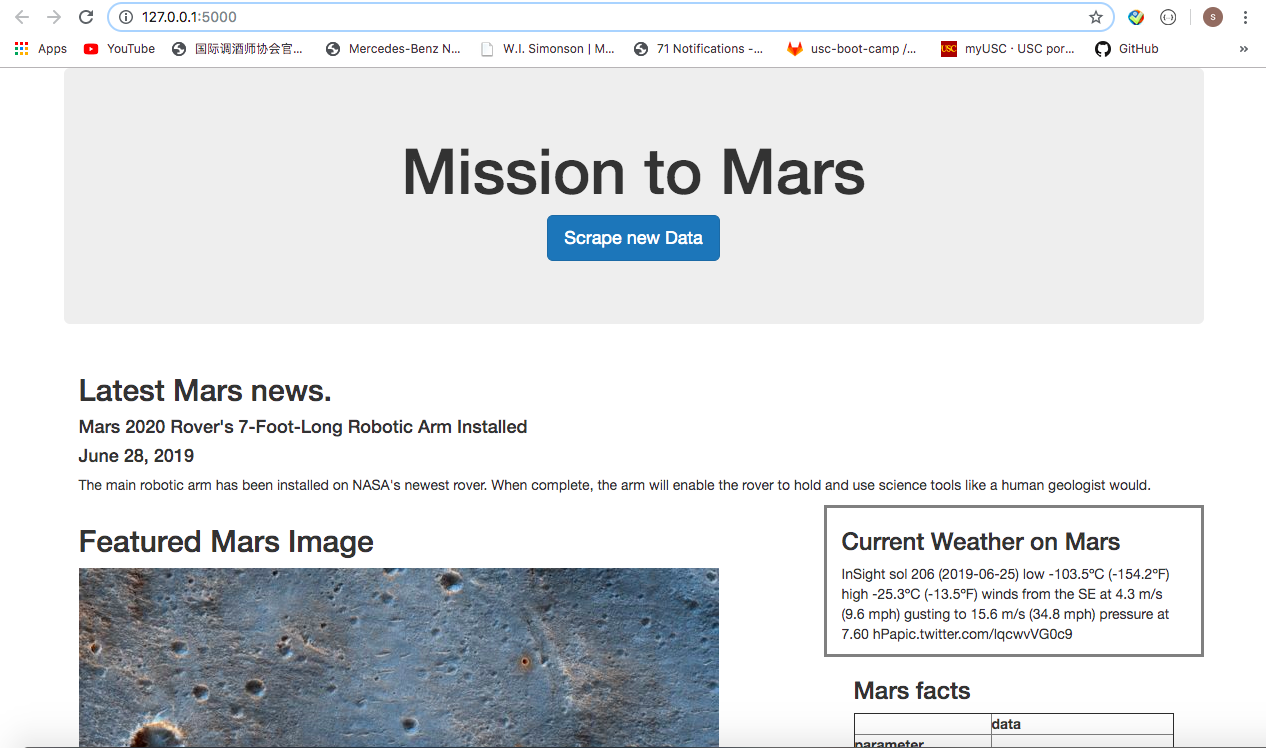 127.0.0.1:5000
S
Apps
YouTube
国际调酒师协会官...
Mercedes-Benz N...
W.I. Simonson | M...
71 Notifications -...
usc-boot-camp /...
USC
myUSC · USC por...
GitHub
»
Mission to Mars
Scrape new Data
Latest Mars news.
Mars 2020 Rover's 7-Foot-Long Robotic Arm Installed
June 28, 2019
The main robotic arm has been installed on NASA's newest rover. When complete, the arm will enable the rover to hold and use science tools like a human geologist would.
Featured Mars Image
Current Weather on Mars
InSight sol 206 (2019-06-25) low -103.5ºC (-154.2ºF)
high -25.3ºC (-13.5ºF) winds from the SE at 4.3 m/s
(9.6 mph) gusting to 15.6 m/s (34.8 mph) pressure at
7.60 hPapic.twitter.com/lqcwvVG0c9
Mars facts
data
parameter